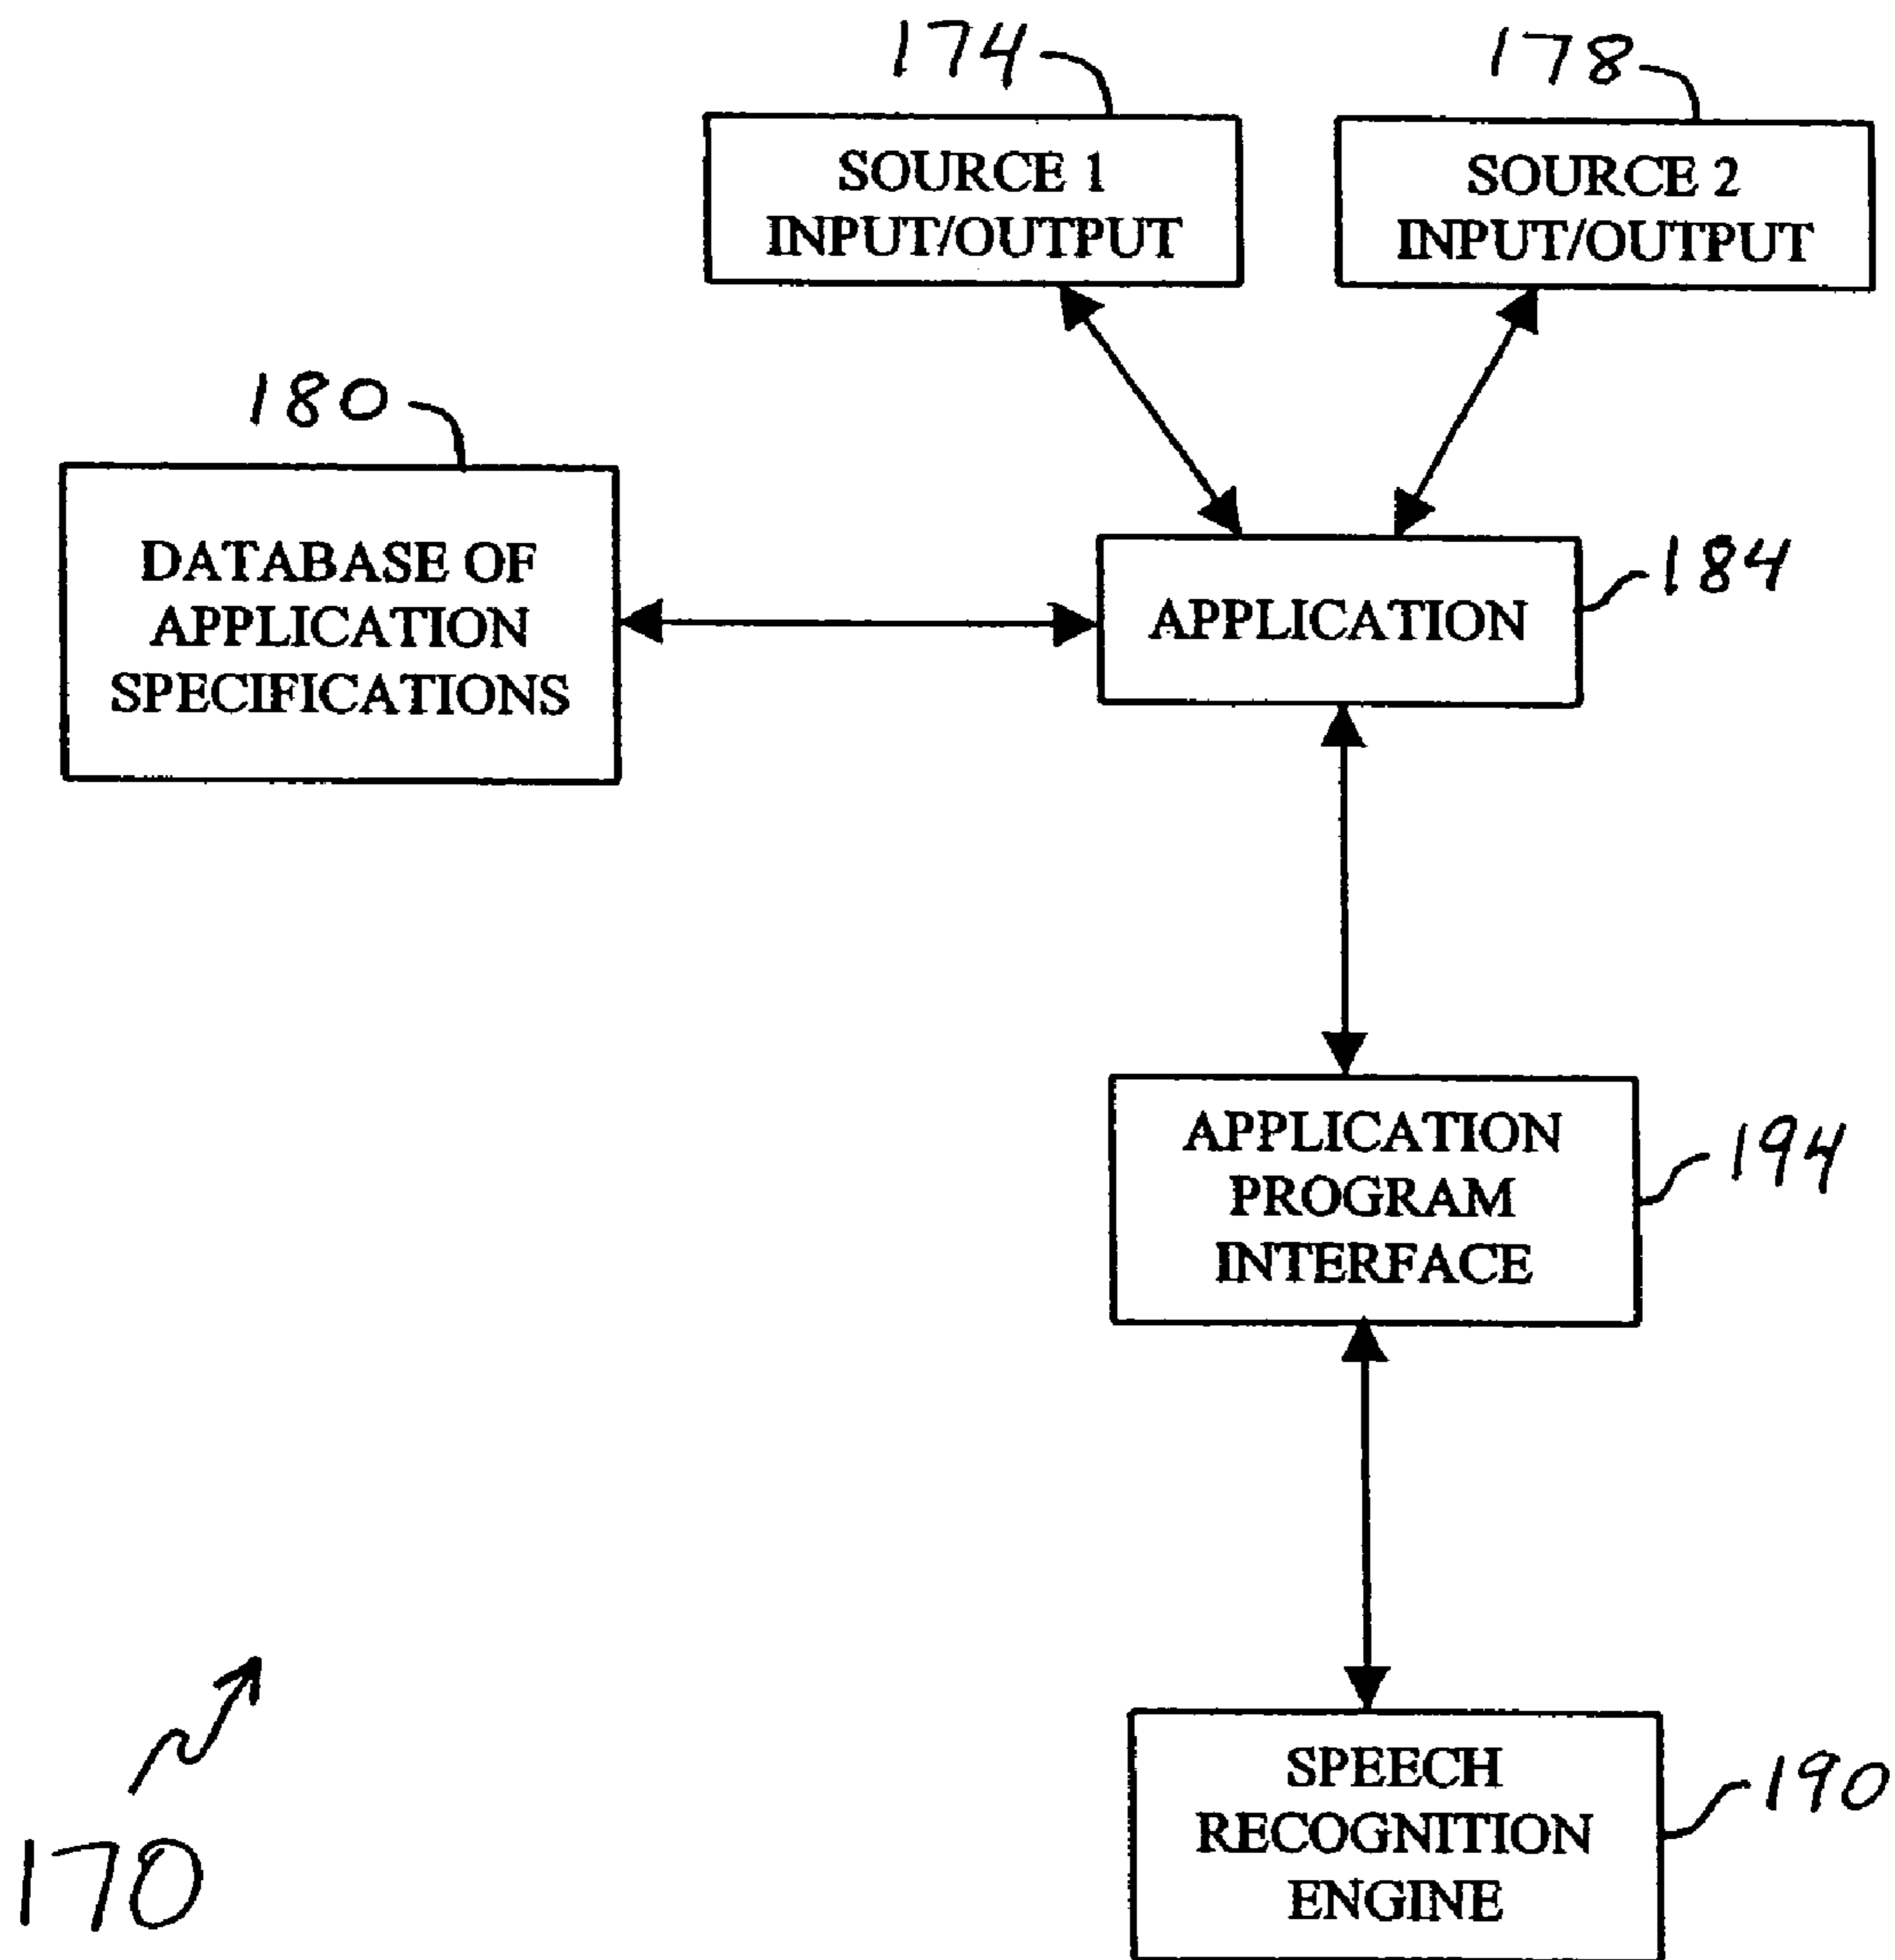 174
178
SOURCE 1
INPUT/OUTPUT
SOURCE 2
INPUT/OUTPUT
180
DATABASE OF
APPLICATION
SPECIFICATIONS
APPLICATION
184
APPLICATION
PROGRAM
INTERFACE
194
SPEECH
RECOGNITION
ENGINE
190
170